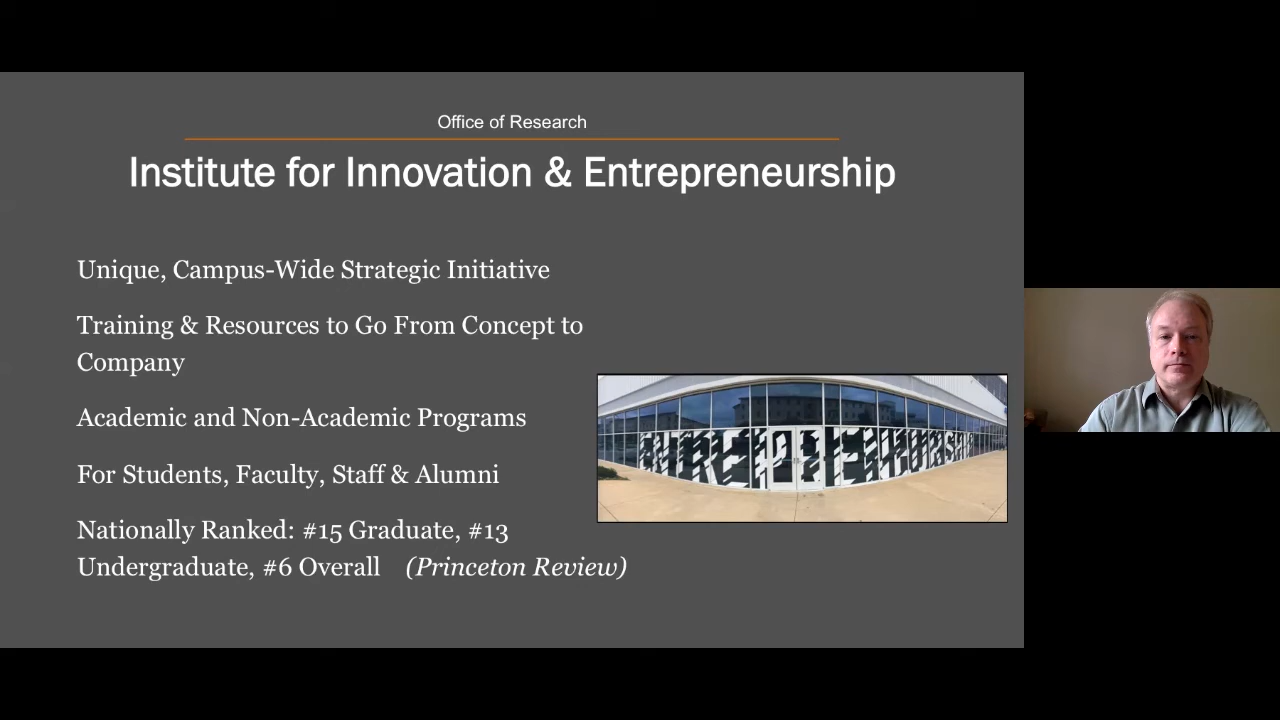 Office of Research
Institute for Innovation & Entrepreneurship
Unique, Campus-Wide Strategic Initiative
Training & Resources to Go From Concept to
Company
Academic and Non-Academic Programs
For Students, Faculty, Staff & Alumni
Nationally Ranked: #15 Graduate, #13
Undergraduate, #6 Overall (Princeton Review)